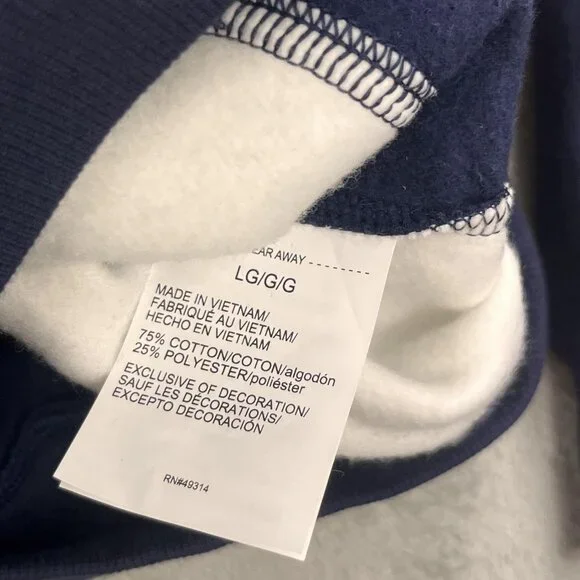 AR AWAY --------
LG/G/G
MADE IN VIETNAM/
FABRIQUÉ AU VIETNAM/
HECHO EN VIETNAM
75% COTTON/COTON/algodón
25% POLYESTER/poliéster
EXCLUSIVE OF DECORATION/
SAUF LES DÉCORATIONS/
EXCEPTO DECORACIÓN
RN#49314